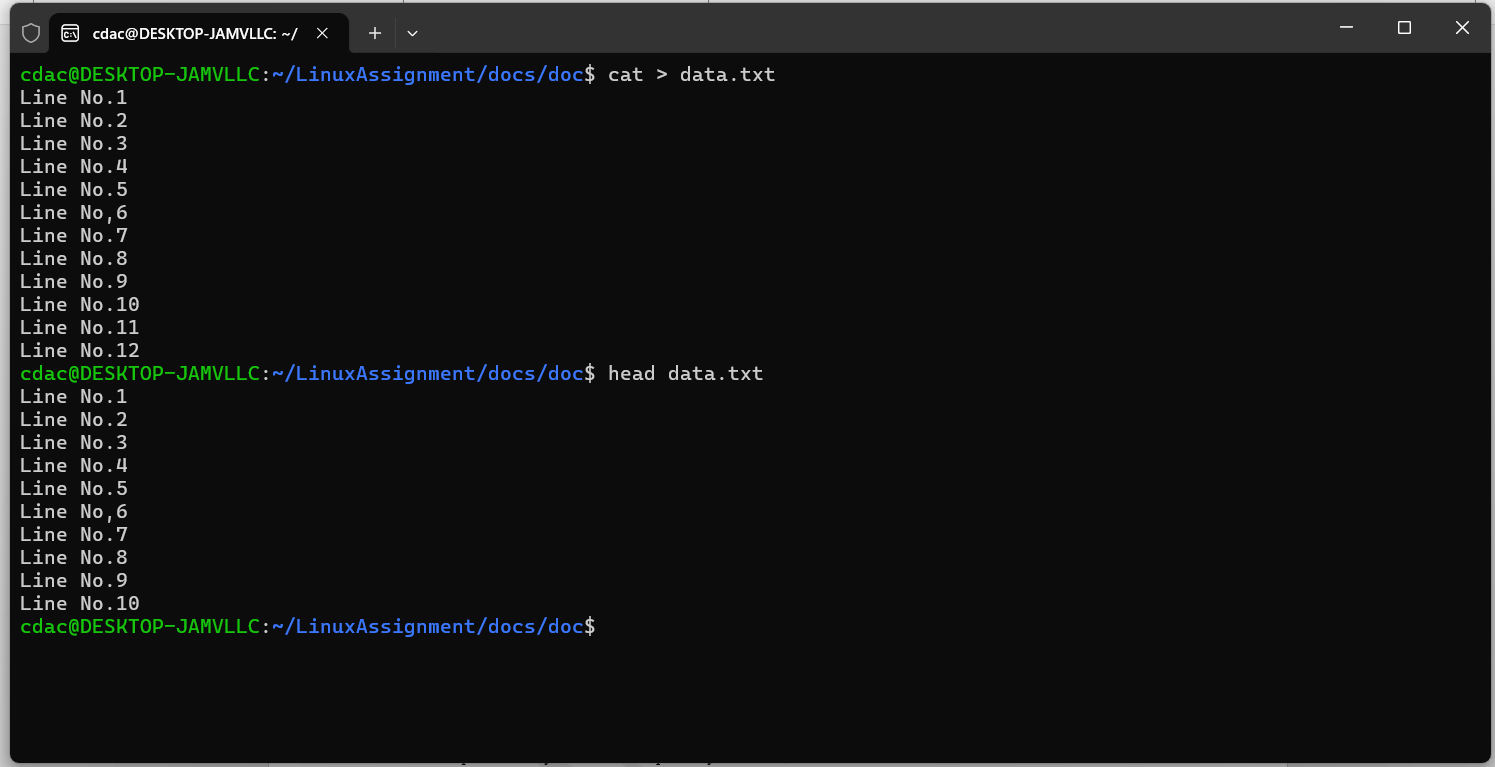 cdac@DESKTOP-JAMVLLC: ~/
cdac@DESKTOP-JAMVLLC:~/LinuxAssignment/docs/doc$ cat > data.txt
Line No.1
Line No.2
Line No.3
Line No.4
Line No.5
Line No,6
Line No.7
Line No.8
Line No.9
Line No.10
Line No.11
Line No.12
cdac@DESKTOP-JAMVLLC:~/LinuxAssignment/docs/doc$ head data.txt
Line No.1
Line No.2
Line No.3
Line No.4
Line No.5
Line No,6
Line No.7
Line No.8
Line No.9
Line No.10
cdac@DESKTOP-JAMVLLC:~/LinuxAssignment/docs/doc$